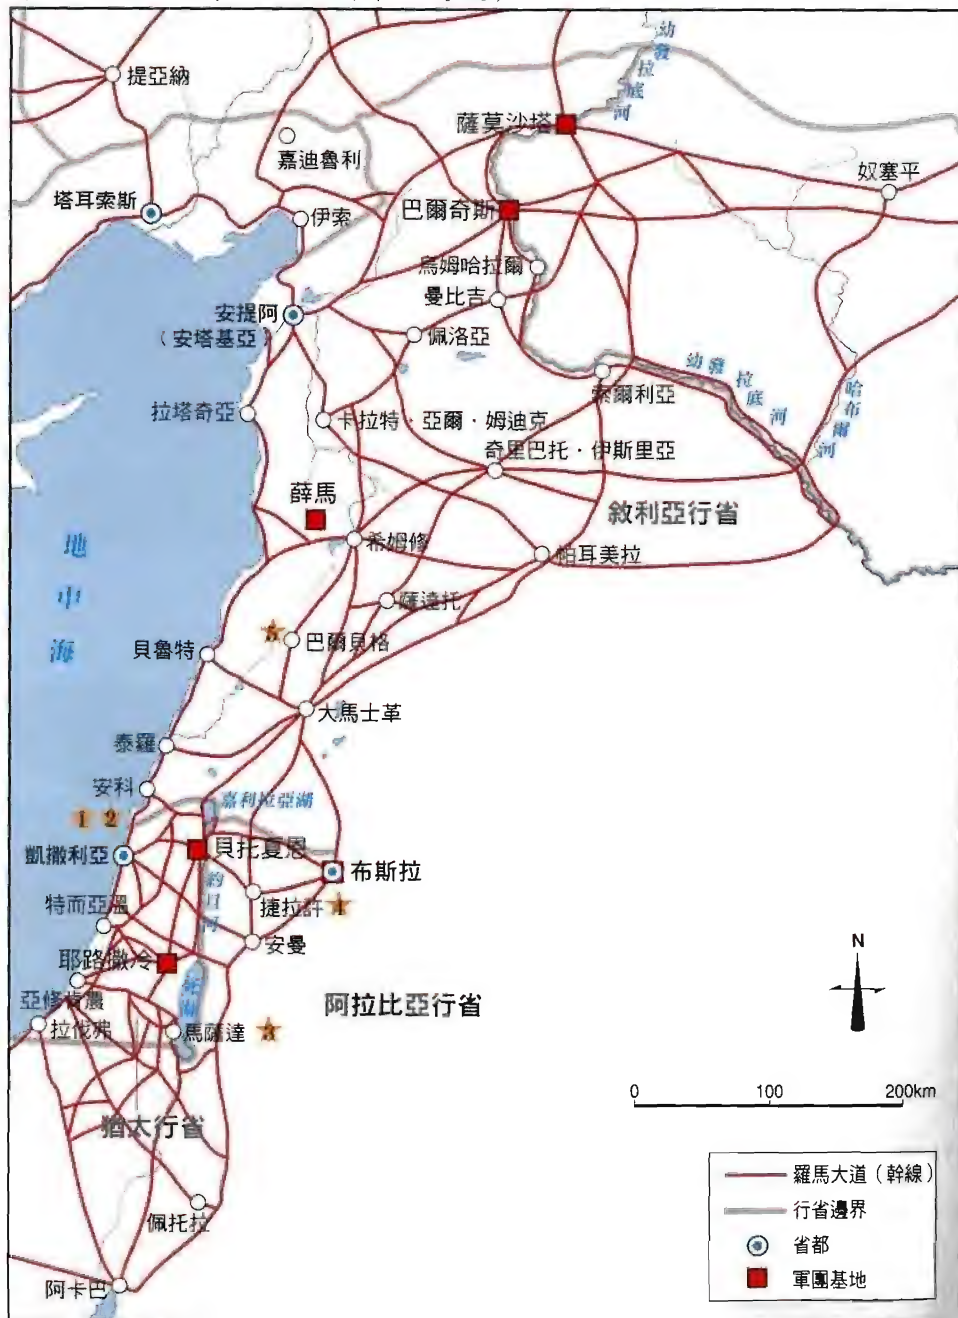 幼發拉底河
提亞納
薩莫沙塔
嘉迪魯利
奴塞平
塔耳索斯
伊索
巴爾奇斯
烏姆哈拉爾
曼比吉
安提阿
(安塔基亞)
佩洛亞
索爾利亞
幼發拉底河
哈布爾河
拉塔奇亞
卡拉特・亞爾・姆迪克
奇里巴托・伊斯里亞
薛馬
敘利亞行省
希姆修
帕耳美拉
地中海
薩達托
5
巴爾貝格
貝魯特
大馬士革
泰羅
安科
嘉利拉亞湖
1 2
凱撒利亞
貝托夏恩
布斯拉
約旦河
捷拉許 4
特而亞溫
安曼
耶路撒冷
死海
亞修肯農
阿拉比亞行省
N
拉伐弗
馬薩達 3
0 100 200km
猶太行省
佩托拉
阿卡巴
羅馬大道(幹線)
行省邊界
省都
軍團基地